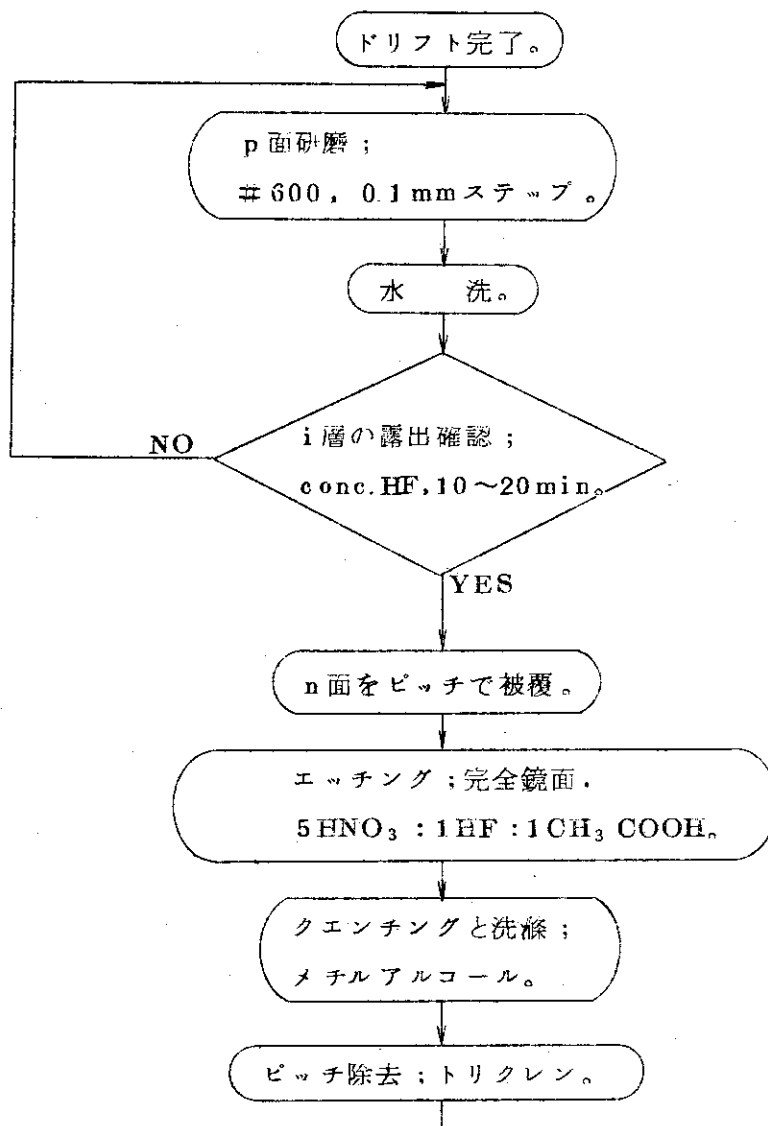 ドリフト完了。
p面研磨；
#600，0.1mmステップ。
水　洗。
i層の露出確認；
NO
conc.HF,10～20min。
YES
n面をピッチで被覆。
エッチング；完全鏡面．
5HNO₃：1HF：1CH₃COOH。
クエンチングと洗滌；
メチルアルコール。
ピッチ除去；トリクレン。